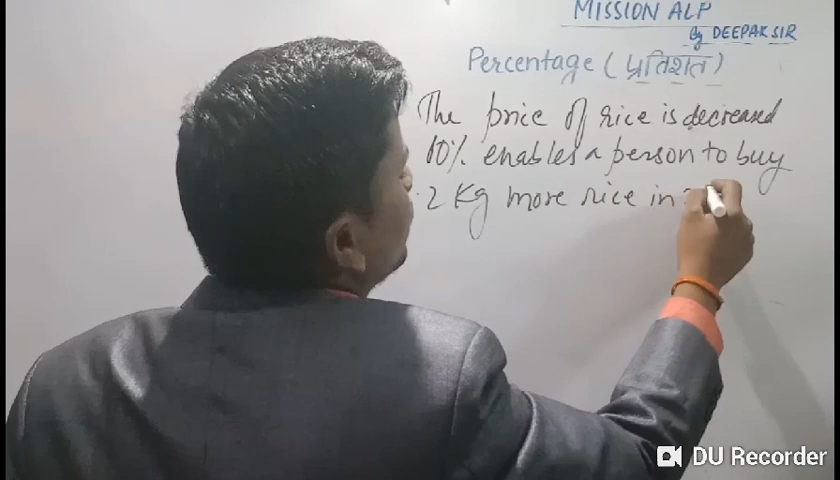 MISSION ALP
By DEEPAK SIR
Percentage (प्रतिशत)
The price of rice is decreased
10% enables a person to buy
2 Kg more rice in
DU Recorder